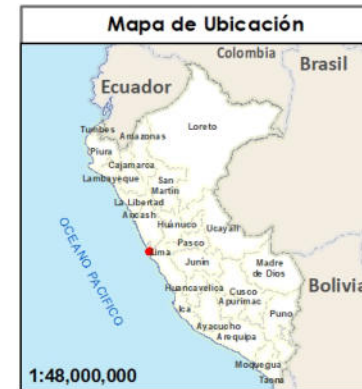 Mapa de Ubicación
Colombia
Brasil
Ecuador
Loreto
Tumbes
Amazonas
Piura
Cajamarca
Lambayeque
San
Martin
La Libertad
Ancash
Huanuco
Ucayali
Pasco
Lima
Junin
Madre
de Dios
Huancavelica
Cusco
Bolivia
Apurimac
Ica
Puno
Ayacucho
Arequipa
Moquegua
Tacna
OCEANO PACIFICO
1:48,000,000